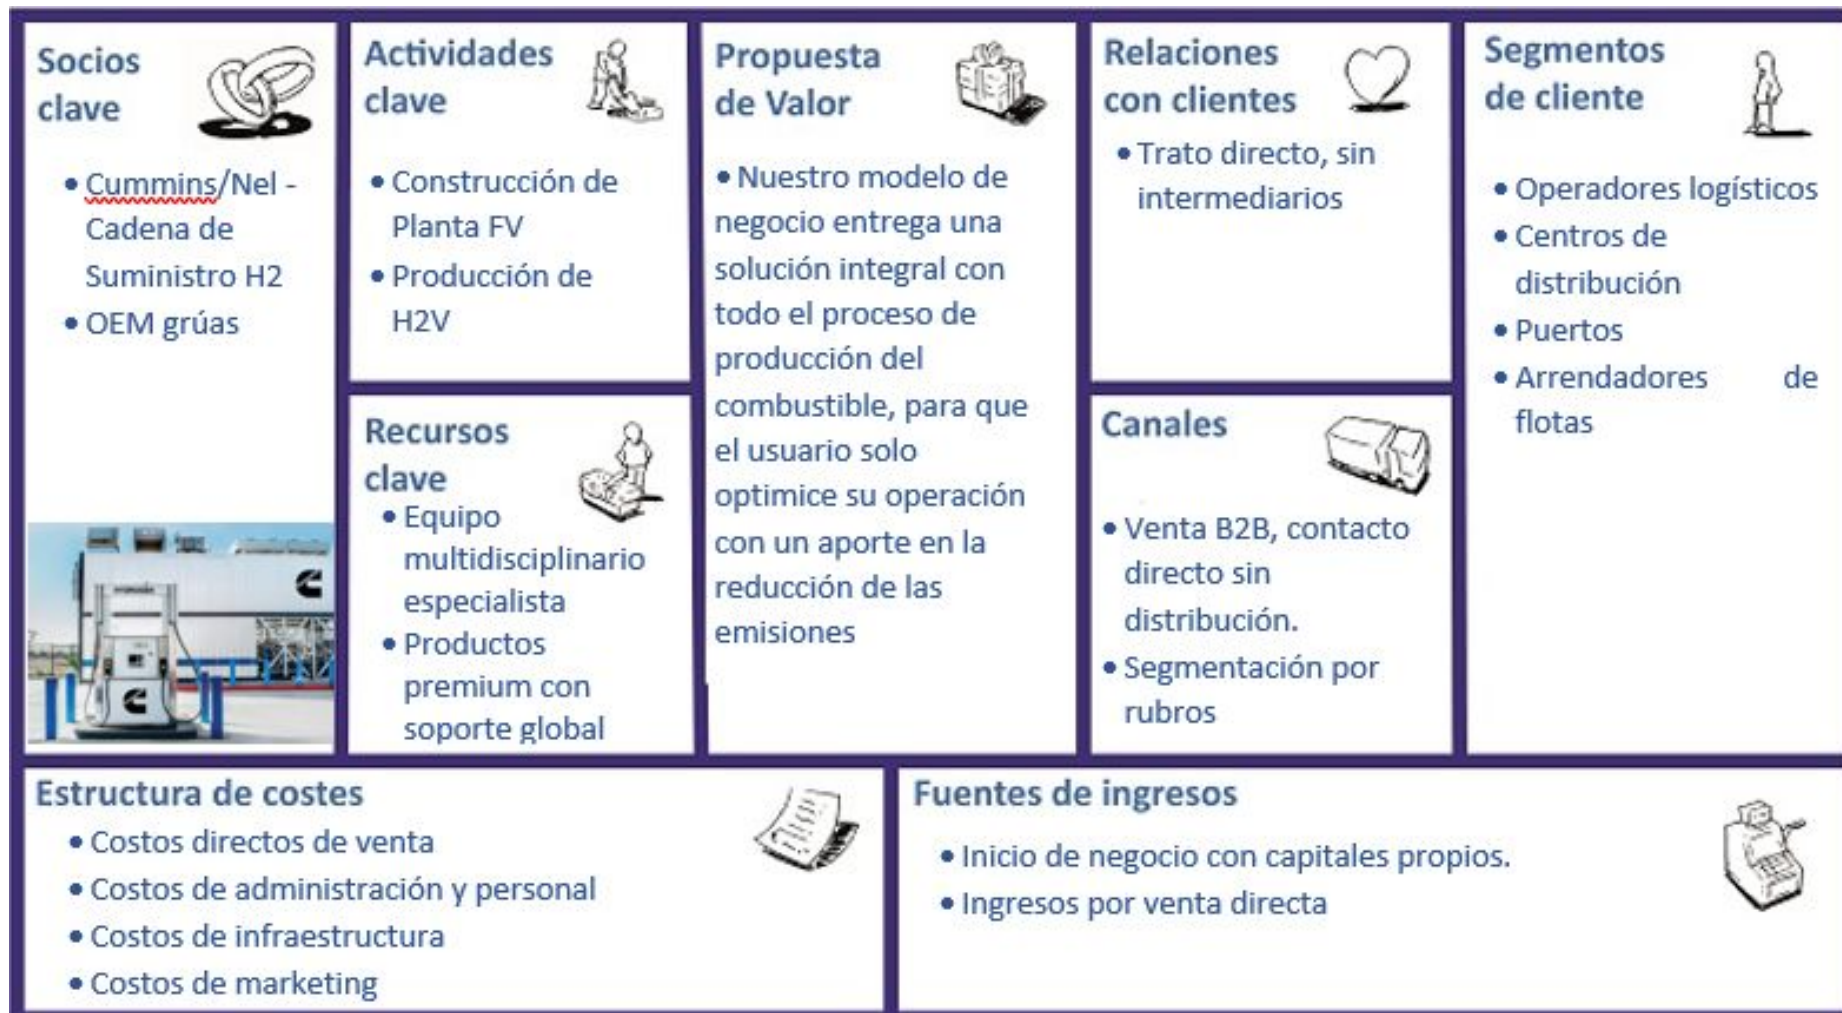 Socios
clave
• Cummins/Nel -
Cadena de
Suministro H2
• OEM grúas
Actividades
clave
• Construcción de
Planta FV
• Producción de
H2V
Recursos
clave
• Equipo
multidisciplinario
especialista
• Productos
premium con
soporte global
Propuesta
de Valor
• Nuestro modelo de
negocio entrega una
solución integral con
todo el proceso de
producción del
combustible, para que
el usuario solo
optimice su operación
con un aporte en la
reducción de las
emisiones
Relaciones
con clientes
• Trato directo, sin
intermediarios
Canales
• Venta B2B, contacto
directo sin
distribución.
• Segmentación por
rubros
Segmentos
de cliente
• Operadores logísticos
• Centros de
distribución
• Puertos
• Arrendadores de
flotas
Estructura de costes
• Costos directos de venta
• Costos de administración y personal
• Costos de infraestructura
• Costos de marketing
Fuentes de ingresos
• Inicio de negocio con capitales propios.
• Ingresos por venta directa